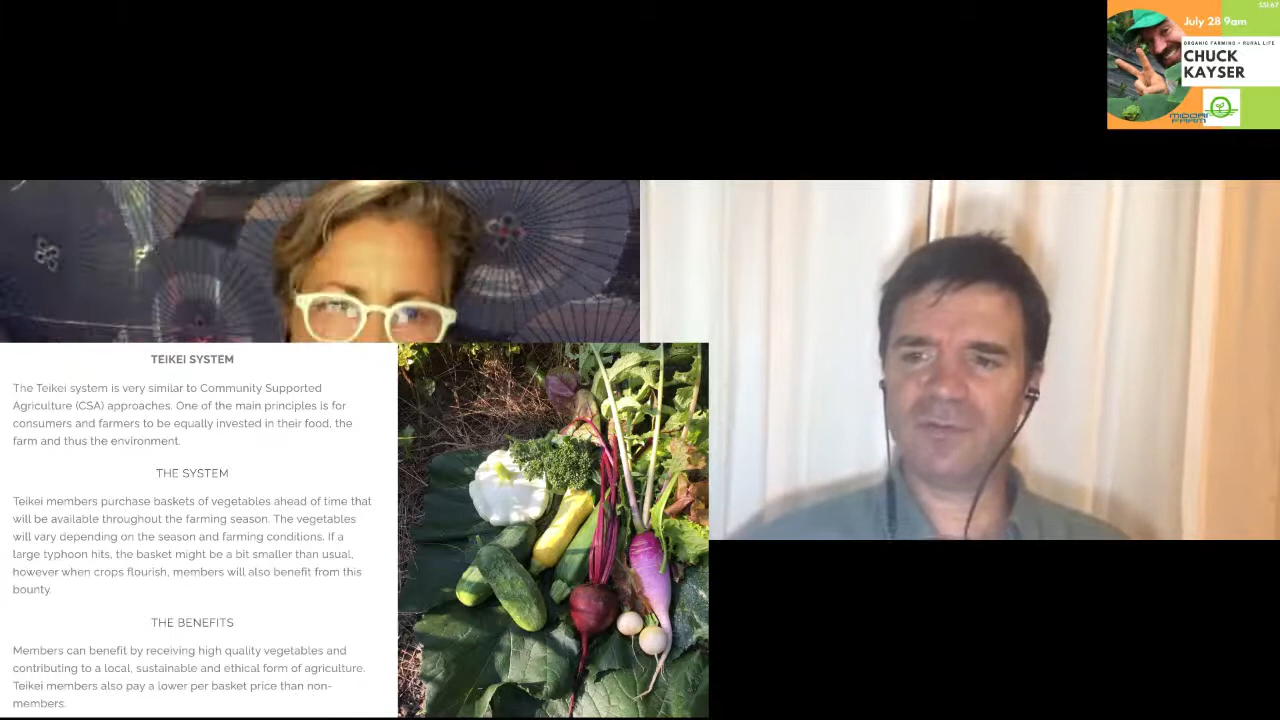 SSI.67
July 28 9am
ORGANIC FARMING + RURAL LIFE
CHUCK
KAYSER
MIDORI
FARM
TEIKEI SYSTEM
The Teikei system is very similar to Community Supported
Agriculture (CSA) approaches. One of the main principles is for
consumers and farmers to be equally invested in their food, the
farm and thus the environment.
THE SYSTEM
Teikei members purchase baskets of vegetables ahead of time that
will be available throughout the farming season. The vegetables
will vary depending on the season and farming conditions. If a
large typhoon hits, the basket might be a bit smaller than usual,
however when crops flourish, members will also benefit from this
bounty.
THE BENEFITS
Members can benefit by receiving high quality vegetables and
contributing to a local, sustainable and ethical form of agriculture.
Teikei members also pay a lower per basket price than non-
members.